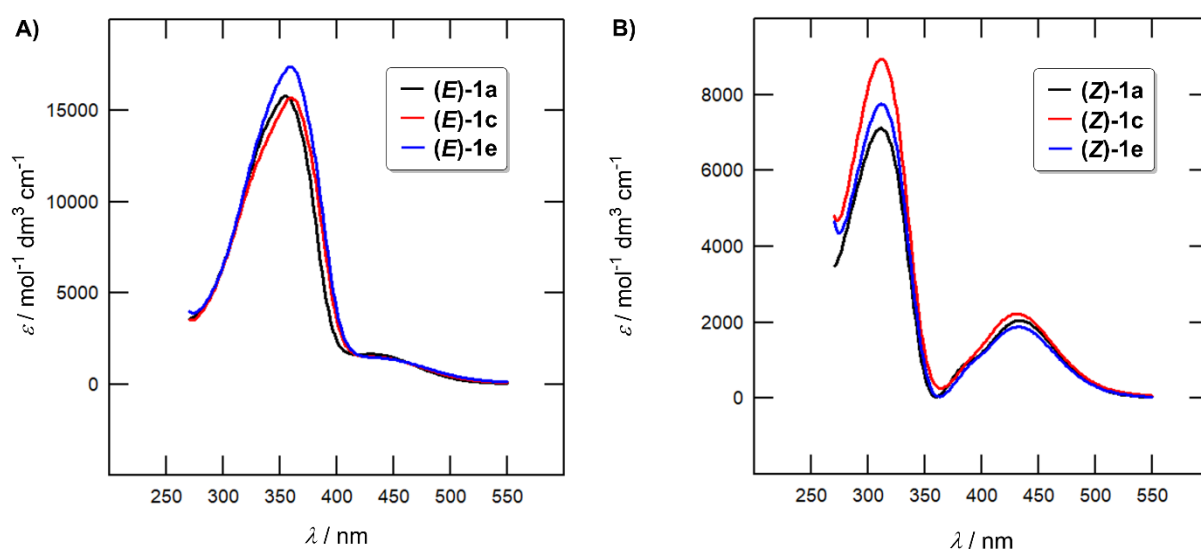 A)
(E)-1a
(E)-1c
(E)-1e
15000
10000
5000
0
ε / mol⁻¹ dm³ cm⁻¹
250 300 350 400 450 500 550
λ / nm
B)
(Z)-1a
(Z)-1c
(Z)-1e
8000
6000
4000
2000
0
ε / mol⁻¹ dm³ cm⁻¹
250 300 350 400 450 500 550
λ / nm